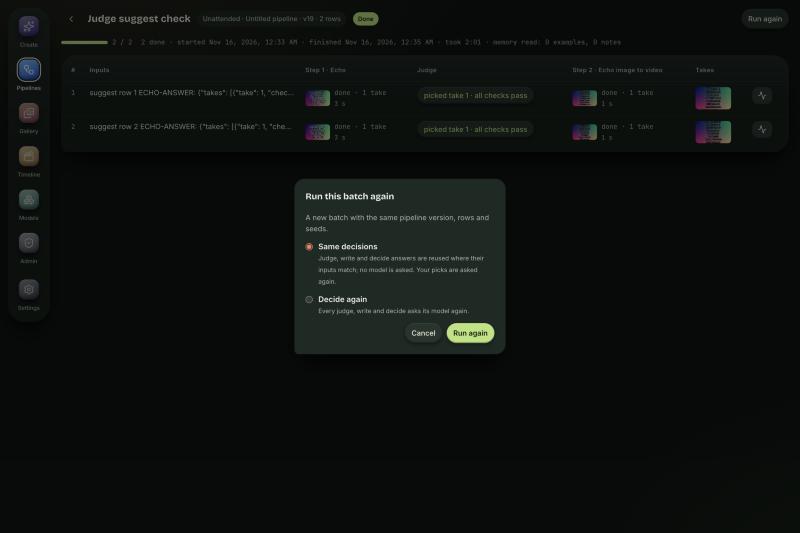 Judge suggest check
Unattended · Untitled pipeline · v19 · 2 rows
Done
Run again
2 / 2 2 done · started Nov 16, 2026, 12:33 AM · finished Nov 16, 2026, 12:35 AM · took 2:01 · memory read: 0 examples, 0 notes
Create
Pipelines
Gallery
Timeline
Models
Admin
Settings
# Inputs Step 1 · Echo Judge Step 2 · Echo image to video Takes
1 suggest row 1 ECHO-ANSWER: {"takes": [{"take": 1, "chec... done · 1 take picked take 1 · all checks pass done · 1 take
3 s 1 s
2 suggest row 2 ECHO-ANSWER: {"takes": [{"take": 1, "che... done · 1 take picked take 1 · all checks pass done · 1 take
3 s 1 s
Run this batch again
A new batch with the same pipeline version, rows and
seeds.
Same decisions
Judge, write and decide answers are reused where their
inputs match; no model is asked. Your picks are asked
again.
Decide again
Every judge, write and decide asks its model again.
Cancel Run again